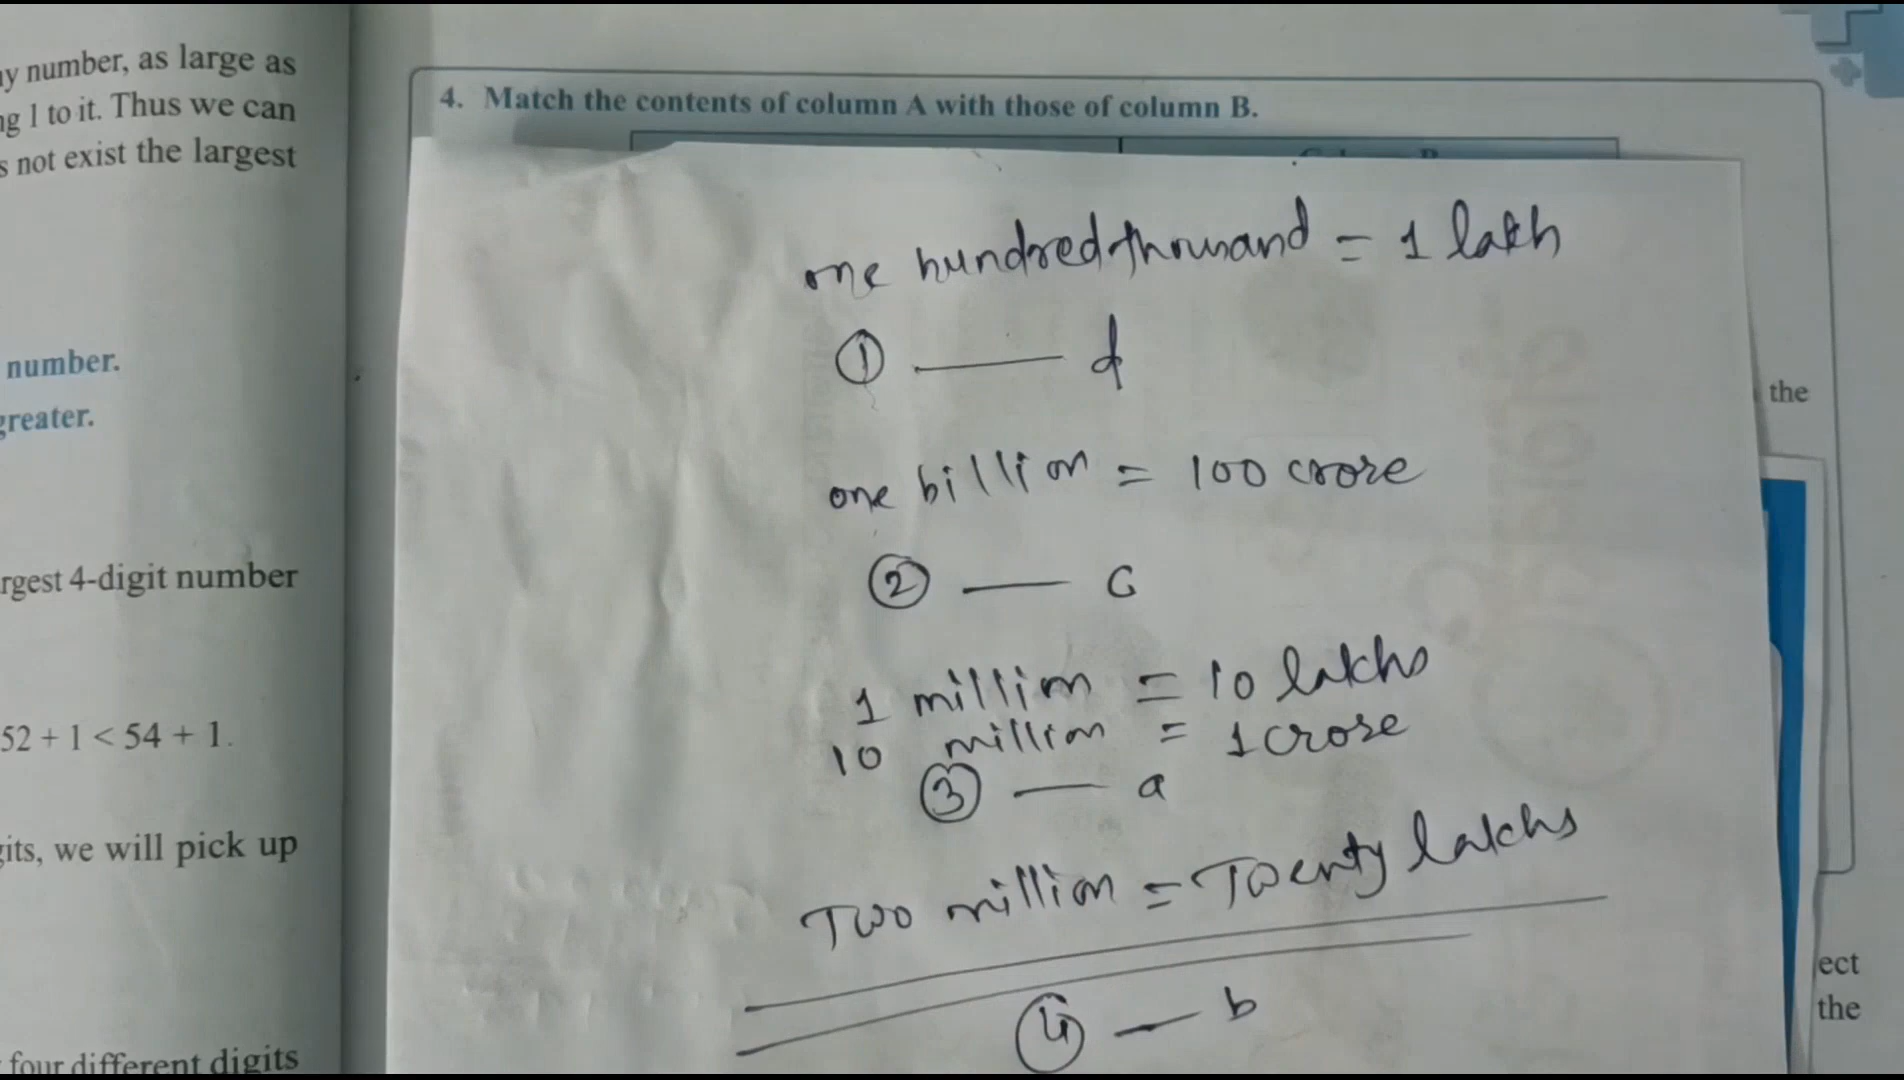 y number, as large as
g 1 to it. Thus we can
s not exist the largest
number.
greater.
rgest 4-digit number
52 + 1 < 54 + 1.
gits, we will pick up
four different digits
4. Match the contents of column A with those of column B.
one hundred thousand = 1 lakh
① — d
one billion = 100 crore
② — c
1 million = 10 lakhs
10 million = 1 crore
③ — a
Two million = Twenty lakhs
④ — b
the
ect
the